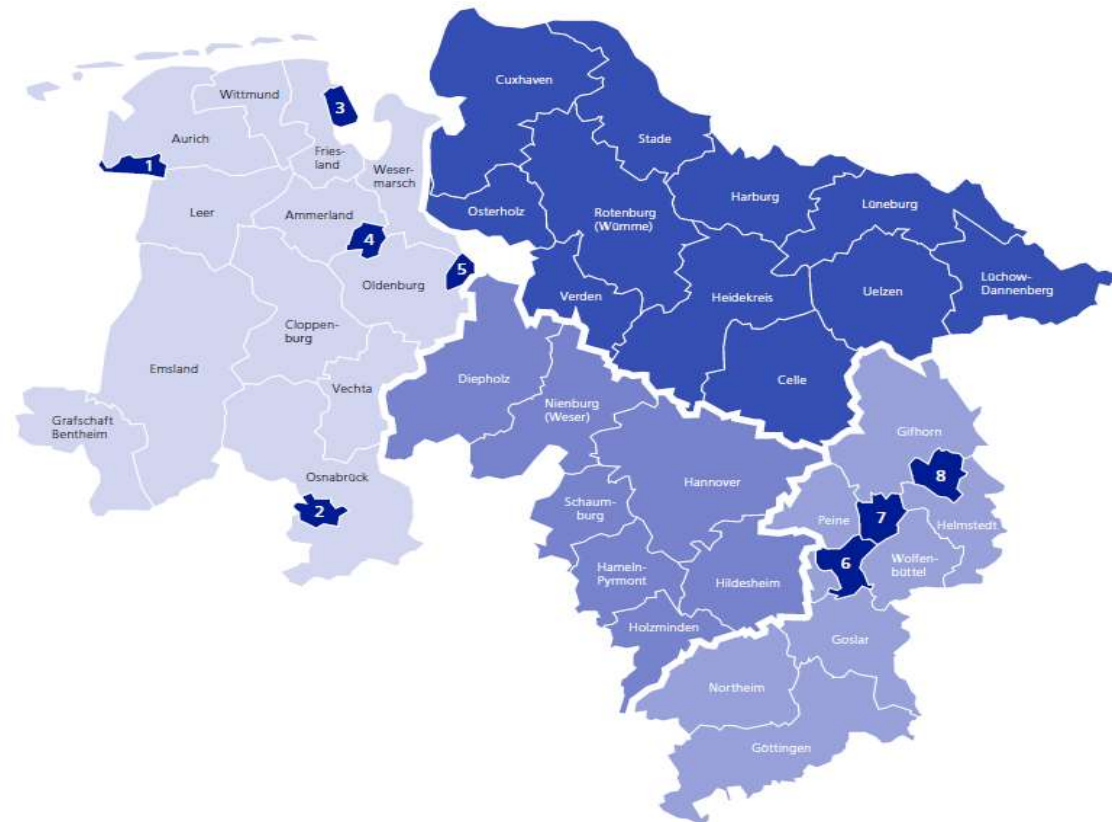 Cuxhaven
Wittmund
3
Stade
Aurich
1
Fries-
land
Weser-
marsch
Harburg
Lüneburg
Leer
Ammerland
Osterholz
Rotenburg
(Wümme)
4
5
Oldenburg
Verden
Heidekreis
Uelzen
Lüchow-
Dannenberg
Cloppen-
burg
Emsland
Vechta
Diepholz
Celle
Nienburg
(Weser)
Grafschaft
Bentheim
Gifhorn
Osnabrück
2
Hannover
8
Schaum-
burg
Peine
7
Helmstedt
Hameln-
Pyrmont
Hildesheim
6
Wolfen-
büttel
Holzminden
Goslar
Northeim
Göttingen